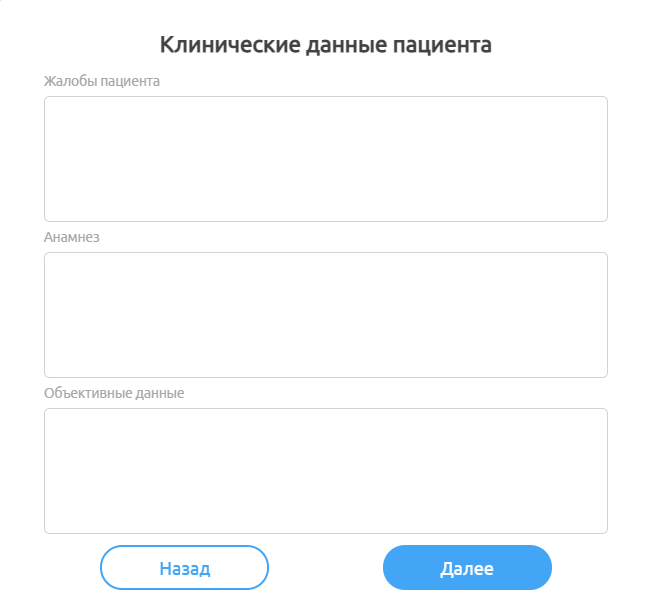 Клинические данные пациента
Жалобы пациента
Анамнез
Объективные данные
Назад
Далее